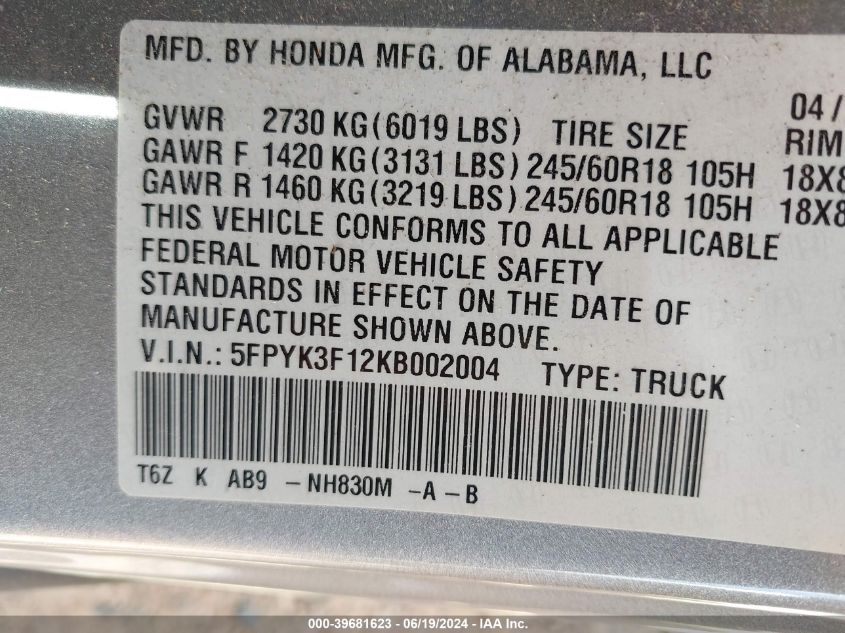 MFD. BY HONDA MFG. OF ALABAMA, LLC
04/
GVWR 2730 KG(6019 LBS) TIRE SIZE RIM
GAWR F 1420 KG(3131 LBS) 245/60R18 105H 18X8
GAWR R 1460 KG(3219 LBS) 245/60R18 105H 18X8
THIS VEHICLE CONFORMS TO ALL APPLICABLE
FEDERAL MOTOR VEHICLE SAFETY
STANDARDS IN EFFECT ON THE DATE OF
MANUFACTURE SHOWN ABOVE.
V.I.N.: 5FPYK3F12KB002004 TYPE: TRUCK
T6Z K AB9 -NH830M -A -B
000-39681623 - 06/19/2024 - IAA Inc.